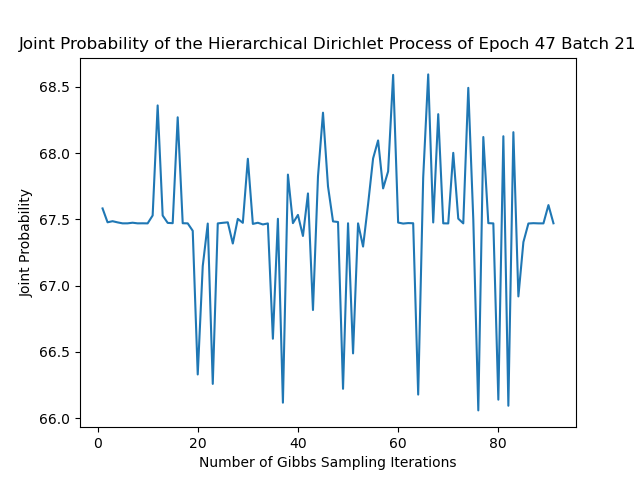 Joint Probability of the Hierarchical Dirichlet Process of Epoch 47 Batch 21
68.5
68.0
67.5
67.0
66.5
66.0
Joint Probability
0 20 40 60 80
Number of Gibbs Sampling Iterations